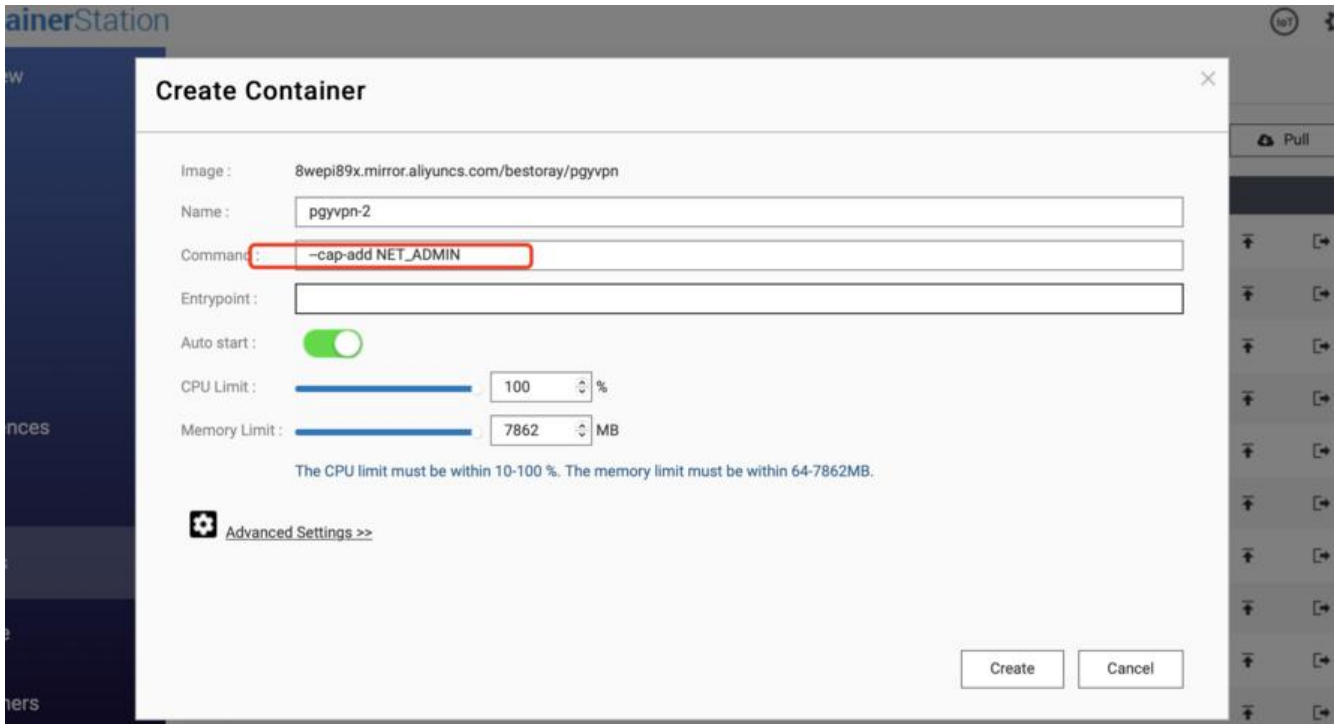 ainerStation
IoT
ew
Create Container
×
Pull
Image :
8wepi89x.mirror.aliyuncs.com/bestoray/pgyvpn
Name :
pgyvpn-2
Command :
–cap-add NET_ADMIN
Entrypoint :
Auto start :
CPU Limit :
100
%
Memory Limit :
7862
MB
nces
The CPU limit must be within 10-100 %. The memory limit must be within 64-7862MB.
Advanced Settings >>
Create
Cancel
ners